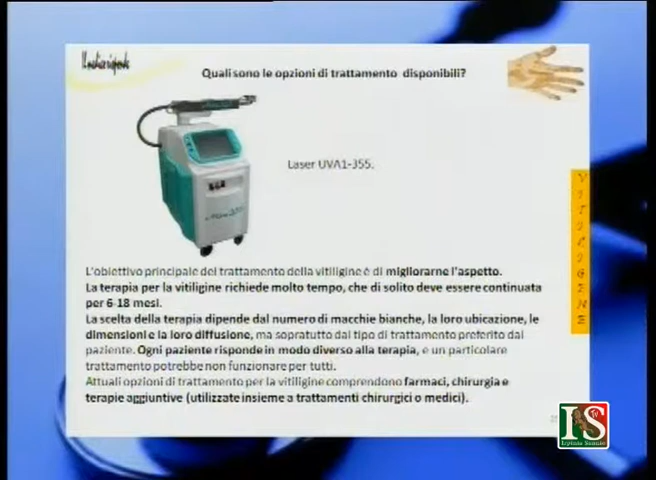 Quali sono le opzioni di trattamento disponibili?
Laser UVA1-355.
VITILIGENE
L'obiettivo principale del trattamento della vitiligine è di migliorarne l'aspetto.
La terapia per la vitiligine richiede molto tempo, che di solito deve essere continuata
per 6-18 mesi.
La scelta della terapia dipende dal numero di macchie bianche, la loro ubicazione, le
dimensioni e la loro diffusione, ma sopratutto dal tipo di trattamento preferito dal
paziente. Ogni paziente risponde in modo diverso alla terapia, e un particolare
trattamento potrebbe non funzionare per tutti.
Attuali opzioni di trattamento per la vitiligine comprendono farmaci, chirurgia e
terapie aggiuntive (utilizzate insieme a trattamenti chirurgici o medici).
IS